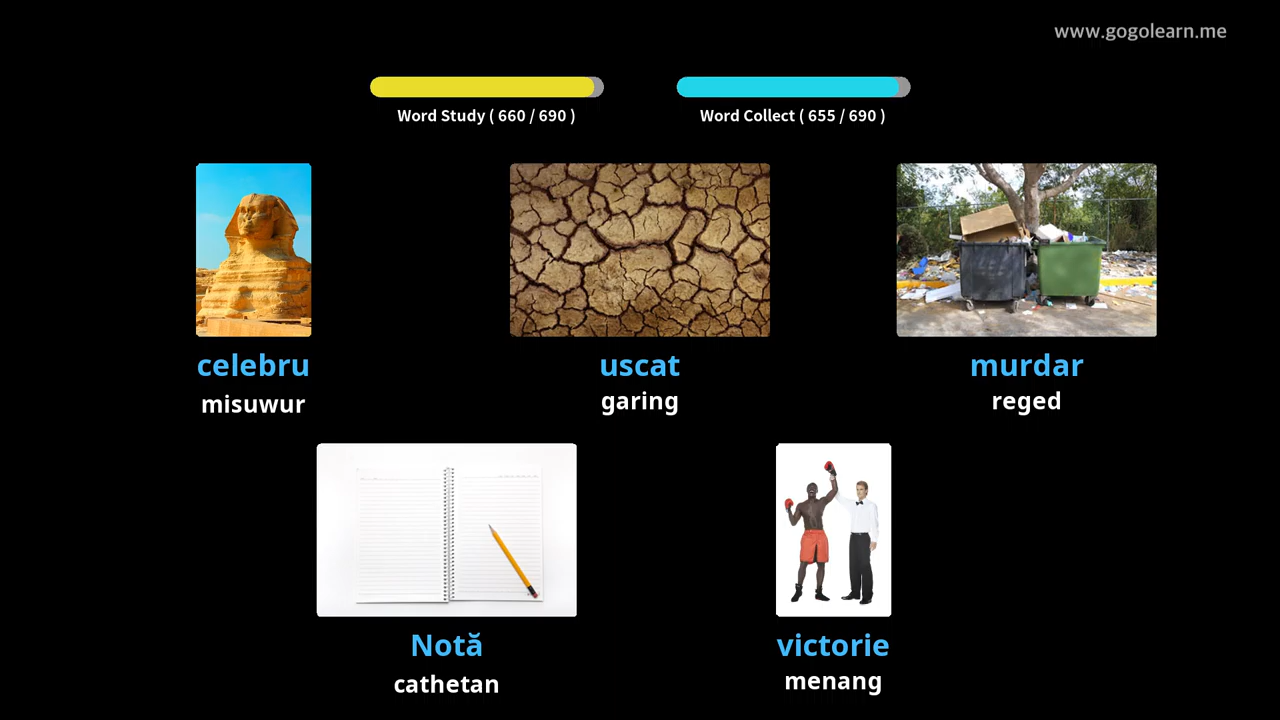 www.gogolearn.me
Word Study ( 660 / 690 )
Word Collect ( 655 / 690 )
celebru
misuwur
uscat
garing
murdar
reged
Notă
cathetan
victorie
menang